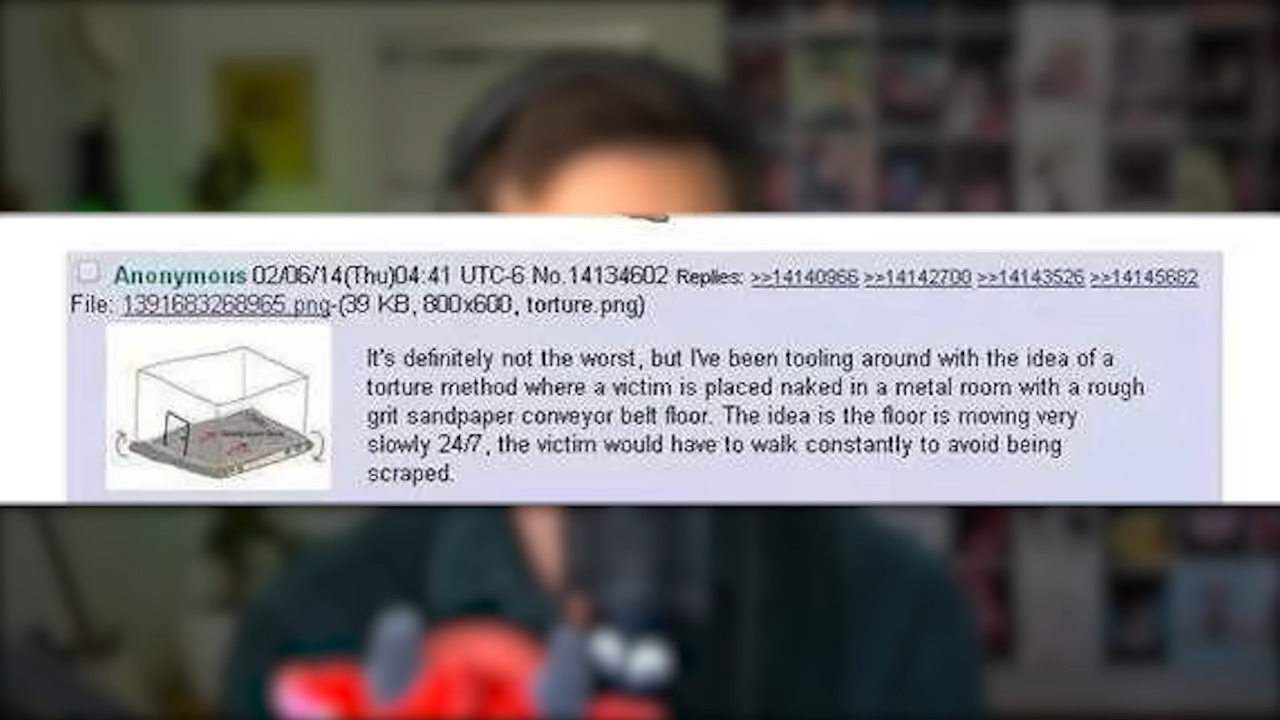 Anonymous 02/06/14(Thu)04:41 UTC-6 No.14134602 Replies: >>14140966 >>14142700 >>14143526 >>14145682
File: 1391683268965.png-(39 KB, 800x600, torture.png)
It's definitely not the worst, but I've been tooling around with the idea of a
torture method where a victim is placed naked in a metal room with a rough
grit sandpaper conveyor belt floor. The idea is the floor is moving very
slowly 24/7, the victim would have to walk constantly to avoid being
scraped.